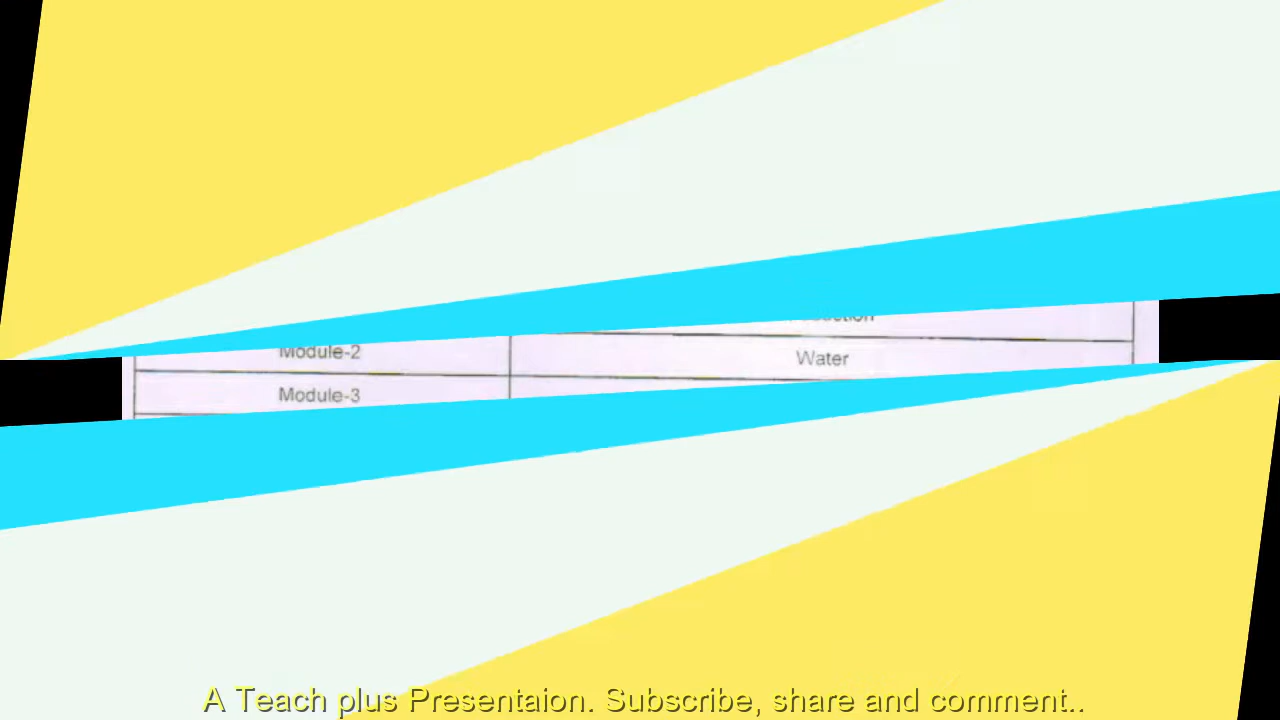 Module-2
Water
Module-3
A Teach plus Presentaion. Subscribe, share and comment..